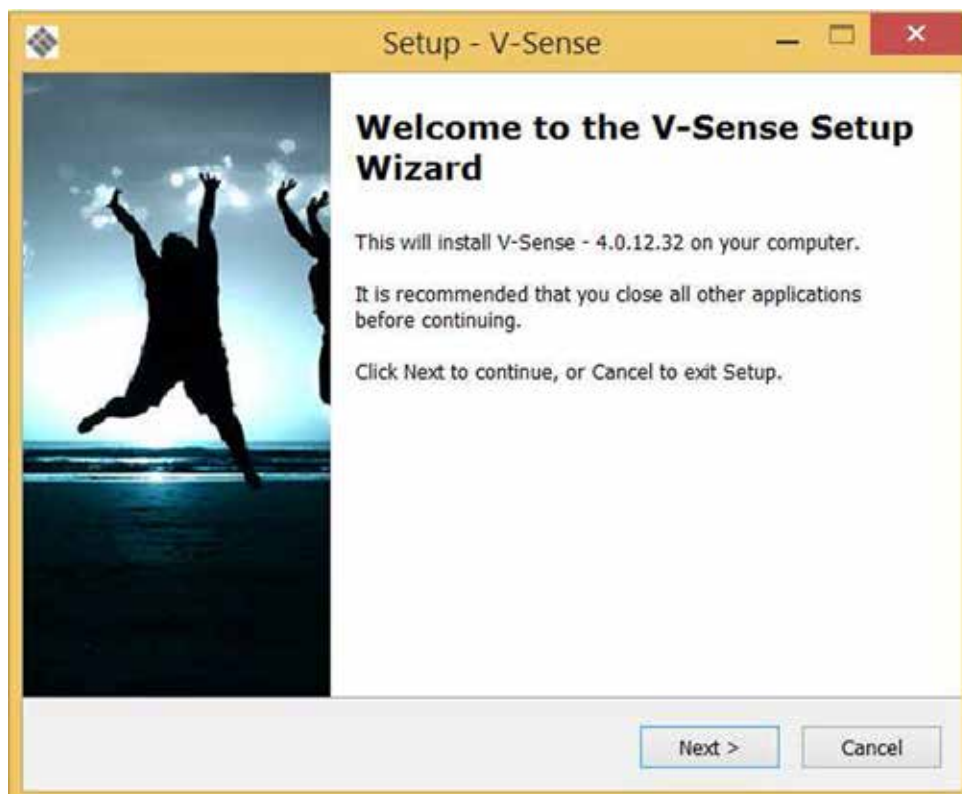 Setup - V-Sense
Welcome to the V-Sense Setup
Wizard
This will install V-Sense - 4.0.12.32 on your computer.
It is recommended that you close all other applications
before continuing.
Click Next to continue, or Cancel to exit Setup.
Next >
Cancel